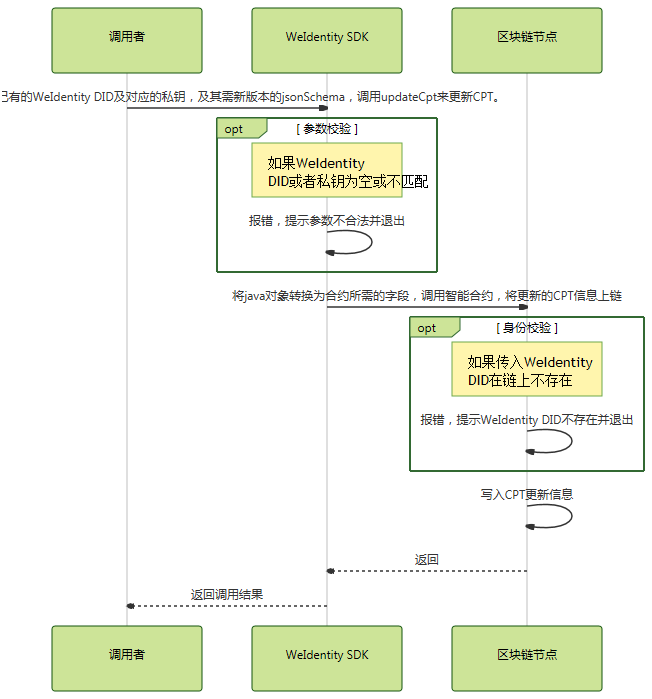 调用者
WeIdentity SDK
区块链节点
有的WeIdentity DID及对应的私钥，及其需新版本的jsonSchema，调用updateCpt来更新CPT。
opt
[ 参数校验 ]
如果WeIdentity
DID或者私钥为空或不匹配
报错，提示参数不合法并退出
将java对象转换为合约所需的字段，调用智能合约，将更新的CPT信息上链
opt
[ 身份校验 ]
如果传入WeIdentity
DID在链上不存在
报错，提示WeIdentity DID不存在并退出
写入CPT更新信息
返回
返回调用结果
调用者
WeIdentity SDK
区块链节点